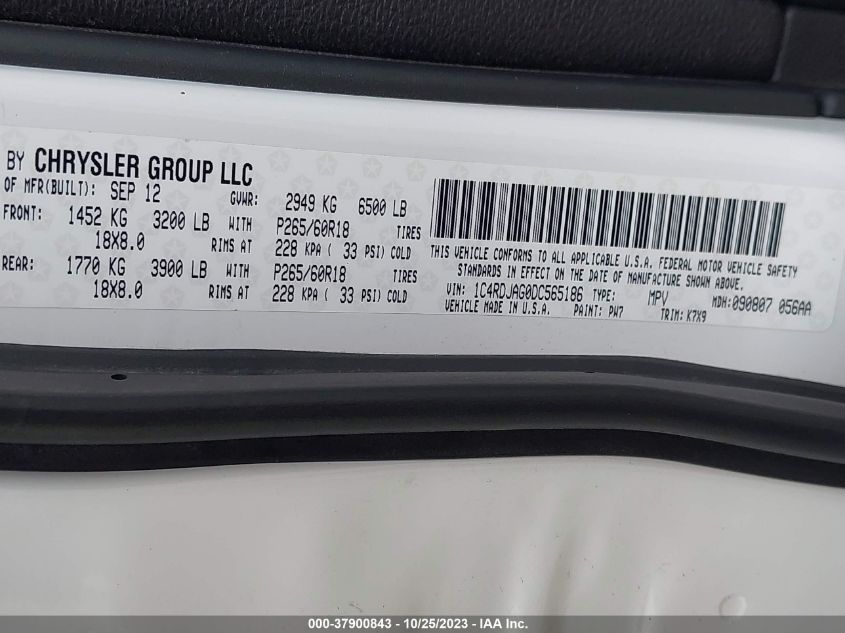 BY CHRYSLER GROUP LLC
OF MFR(BUILT): SEP 12 GVWR: 2949 KG 6500 LB
FRONT: 1452 KG 3200 LB WITH P265/60R18 TIRES
18X8.0 RIMS AT 228 KPA ( 33 PSI) COLD
REAR: 1770 KG 3900 LB WITH P265/60R18 TIRES
18X8.0 RIMS AT 228 KPA ( 33 PSI) COLD
THIS VEHICLE CONFORMS TO ALL APPLICABLE U.S.A. FEDERAL MOTOR VEHICLE SAFETY
STANDARDS IN EFFECT ON THE DATE OF MANUFACTURE SHOWN ABOVE.
VIN: 1C4RDJAG0DC565186 TYPE: MPV MDH:090807 056AA
VEHICLE MADE IN U.S.A. PAINT: PW7 TRIM: K7X9
000-37900843 - 10/25/2023 - IAA Inc.